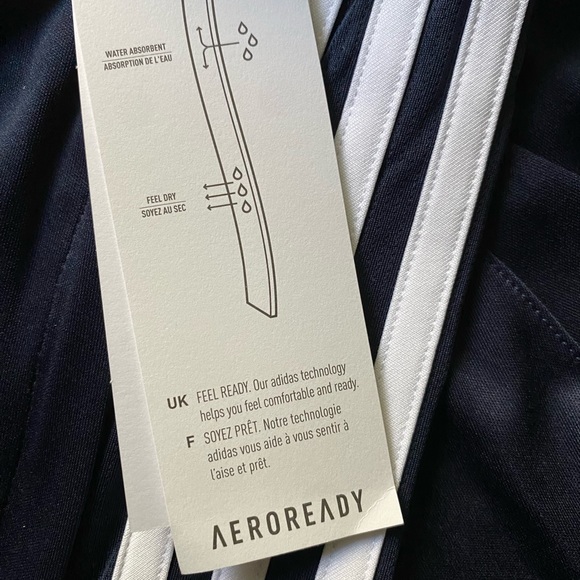 WATER ABSORBENT
ABSORPTION DE L'EAU
FEEL DRY
SOYEZ AU SEC
UK FEEL READY. Our adidas technology
helps you feel comfortable and ready.
F SOYEZ PRÊT. Notre technologie
adidas vous aide à vous sentir à
l'aise et prêt.
AEROREADY